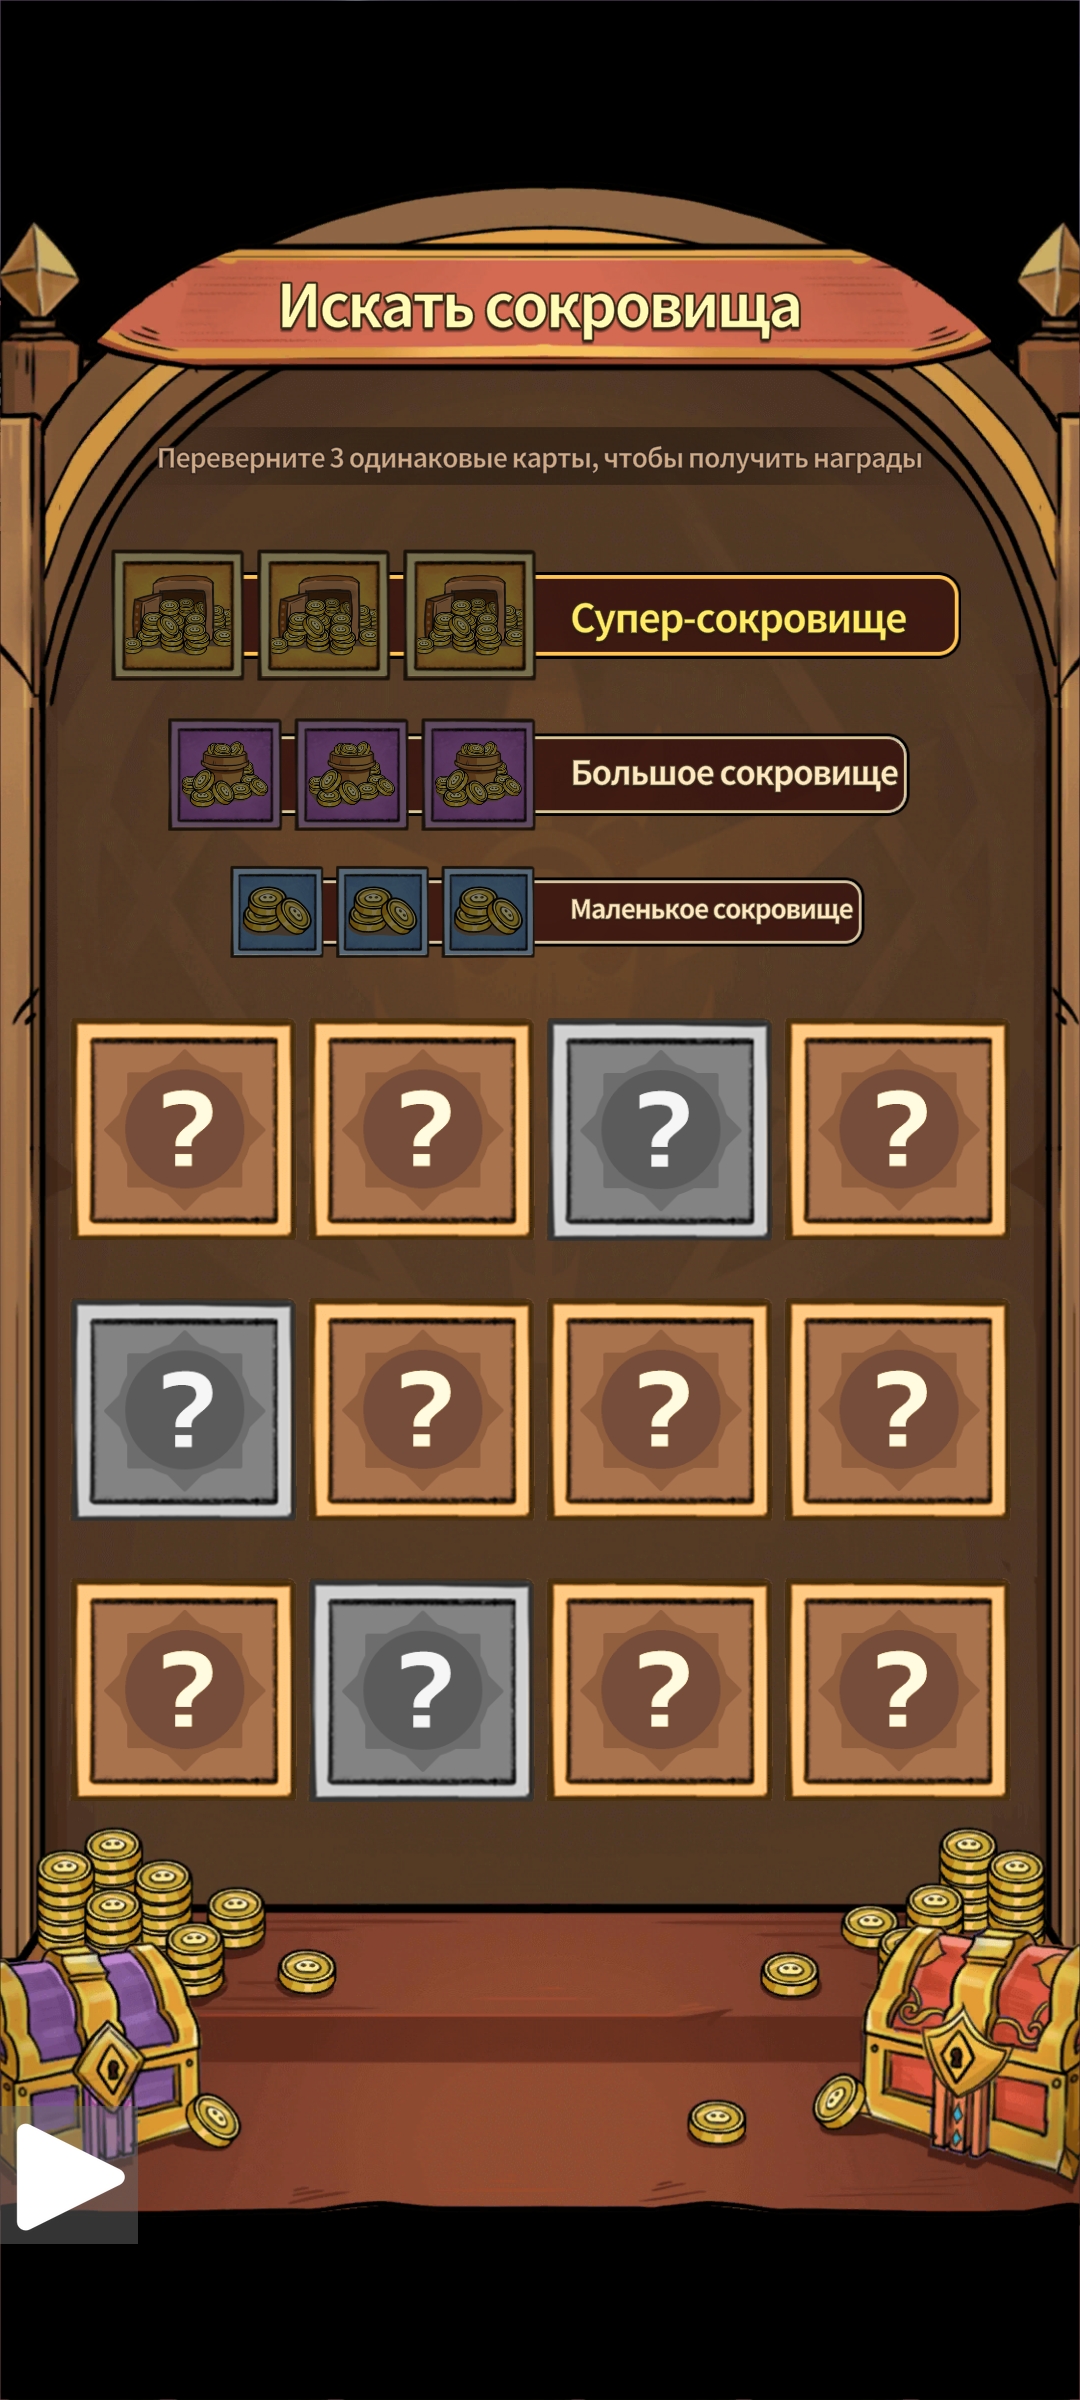 Искать сокровища
Переверните 3 одинаковые карты, чтобы получить награды
Супер-сокровище
Большое сокровище
Маленькое сокровище
? ? ? ?
? ? ? ?
? ? ? ?